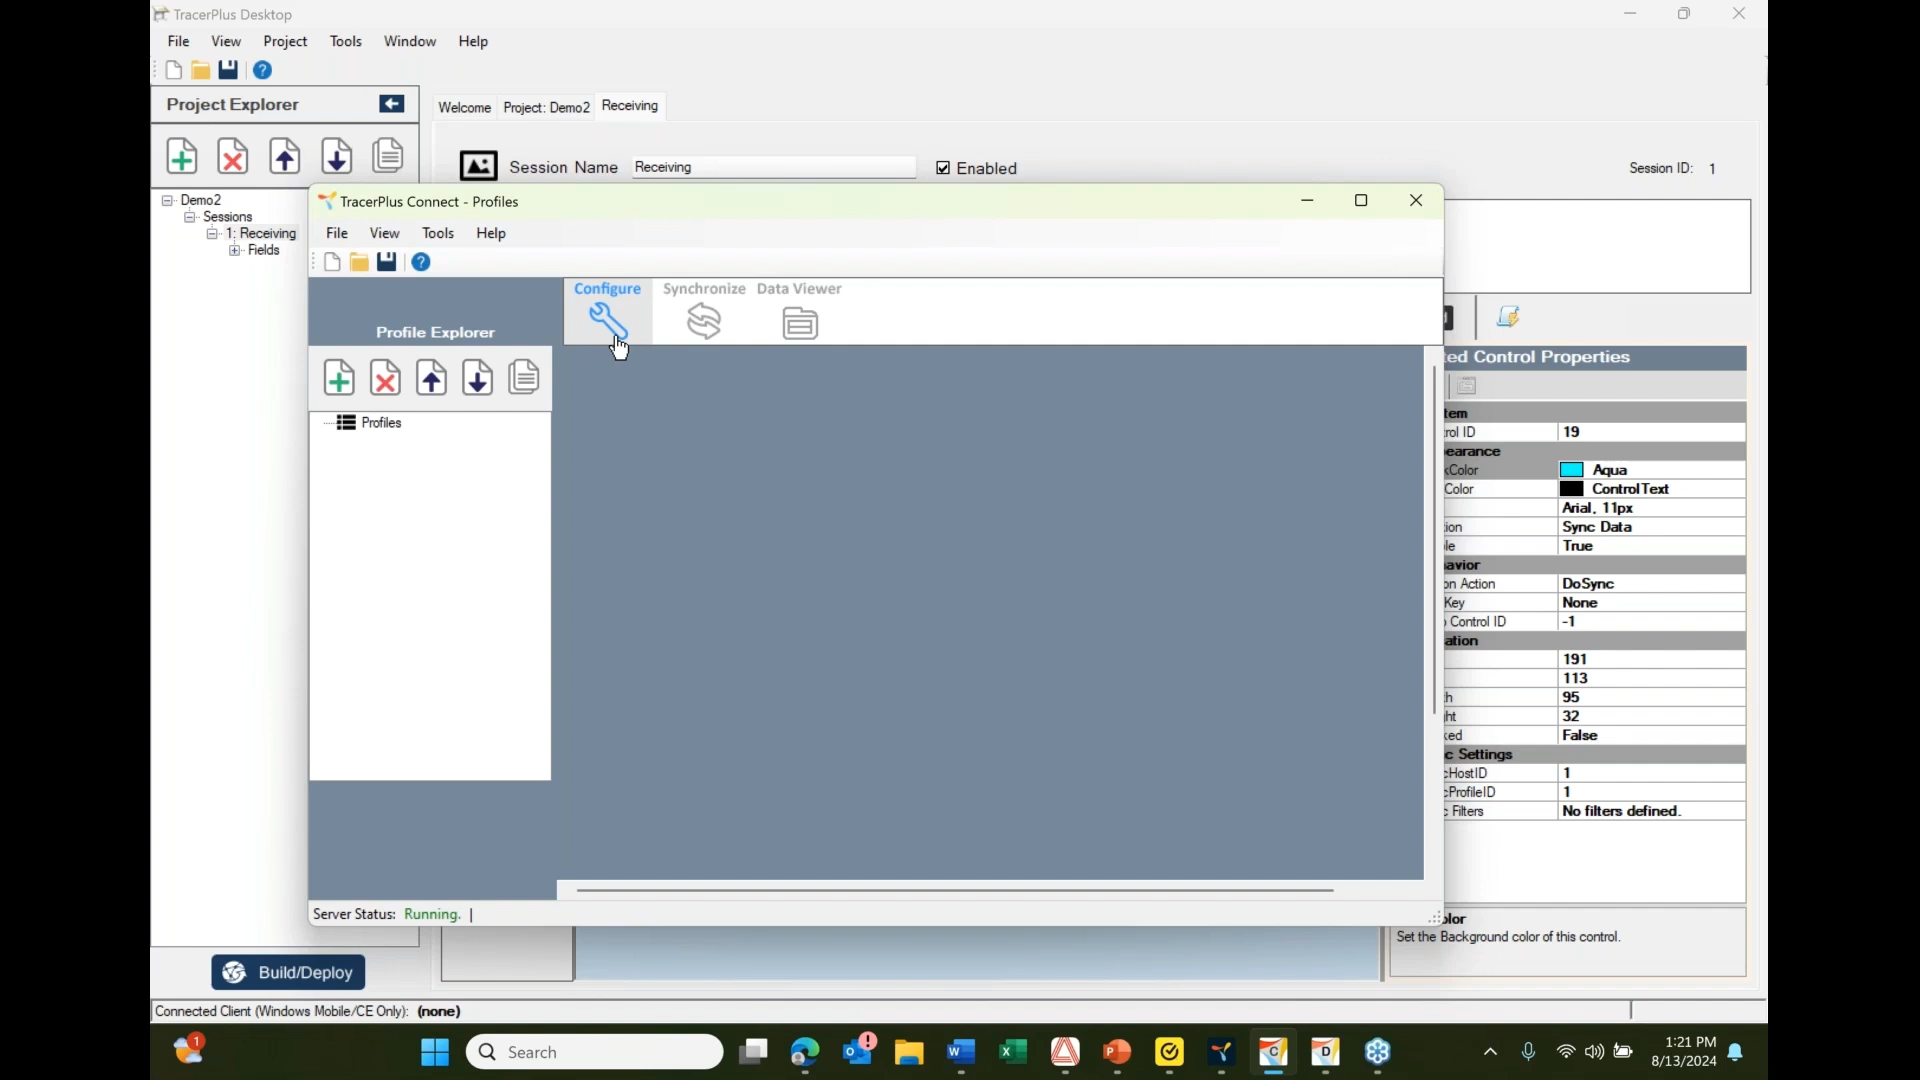 TracerPlus Desktop
File View Project Tools Window Help
Project Explorer
Welcome Project: Demo2 Receiving
Session Name Receiving Enabled Session ID: 1
Demo2
Sessions
1: Receiving
Fields
TracerPlus Connect - Profiles
File View Tools Help
Configure Synchronize Data Viewer
Profile Explorer
Profiles
Server Status: Running.
ed Control Properties
tem
rol ID 19
earance
Color Aqua
Color ControlText
Arial, 11px
ion Sync Data
le True
avior
on Action DoSync
Key None
Control ID -1
ation
191
113
h 95
ht 32
ked False
c Settings
cHostID 1
cProfileID 1
c Filters No filters defined.
olor
Set the Background color of this control.
Build/Deploy
Connected Client (Windows Mobile/CE Only): (none)
1 Search 1:21 PM
8/13/2024